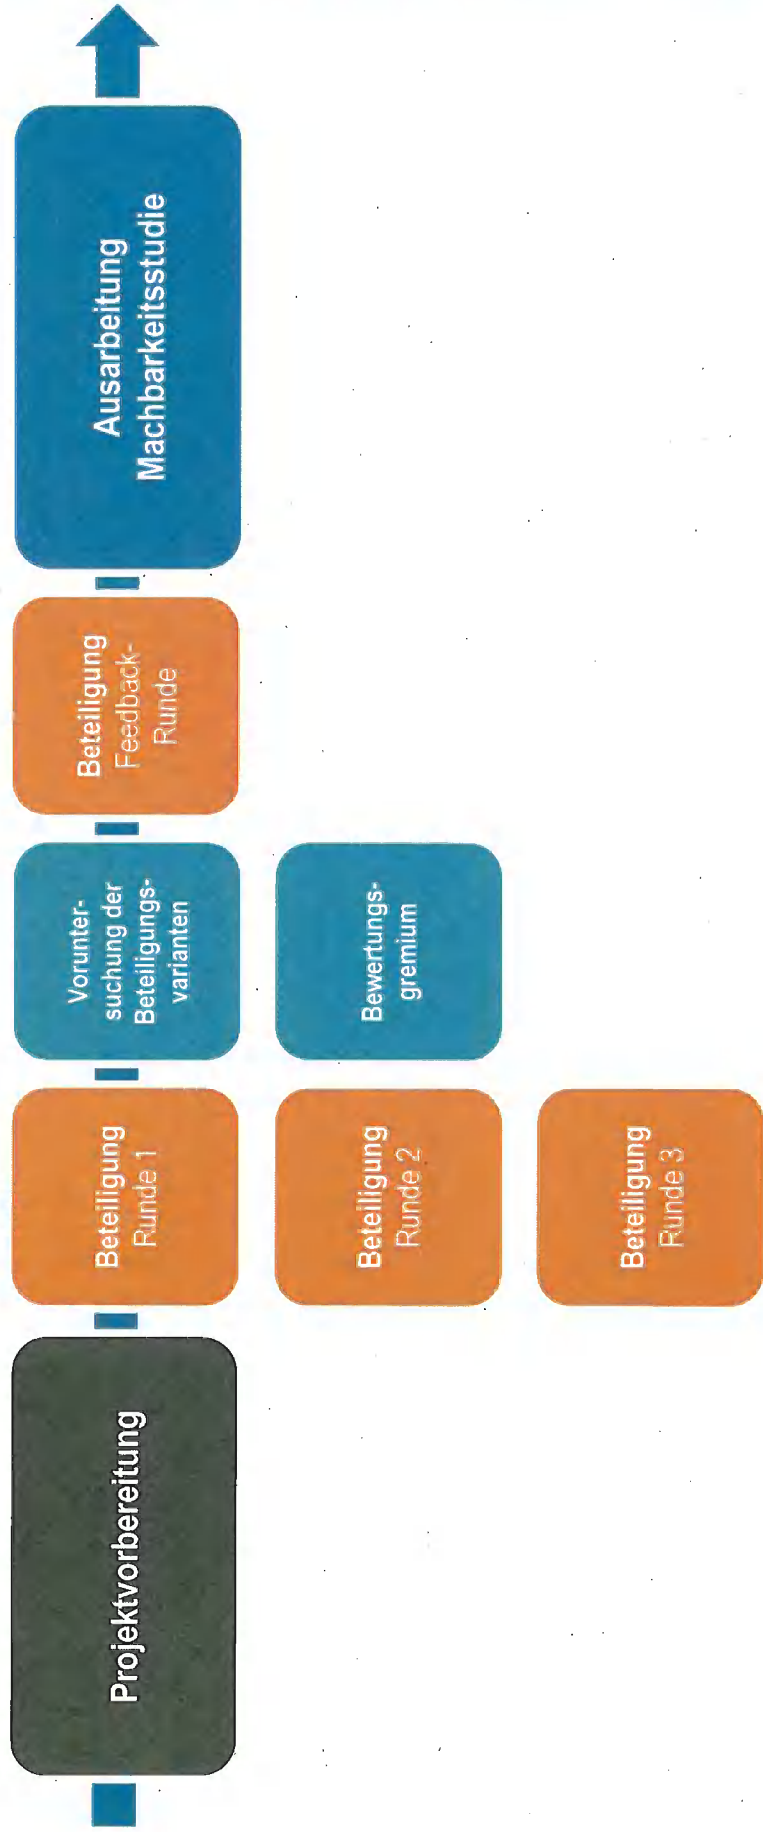 Projektvorbereitung
Beteiligung
Runde 1
Beteiligung
Runde 2
Beteiligung
Runde 3
Vorunter-
suchung der
Beteiligungs-
varianten
Bewertungs-
gremium
Beteiligung
Feedback-
Runde
Ausarbeitung
Machbarkeitsstudie